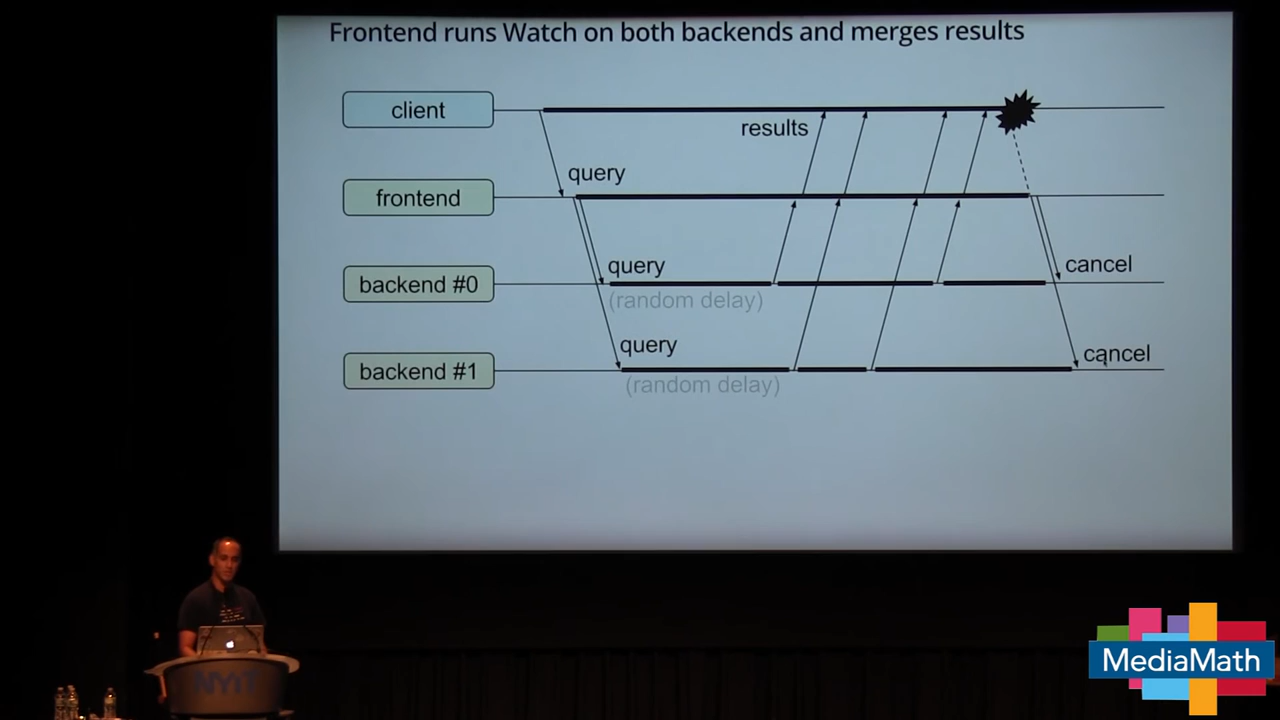 Frontend runs Watch on both backends and merges results
client
results
query
frontend
query
backend #0
cancel
(random delay)
query
backend #1
cancel
(random delay)
NYIT
MediaMath